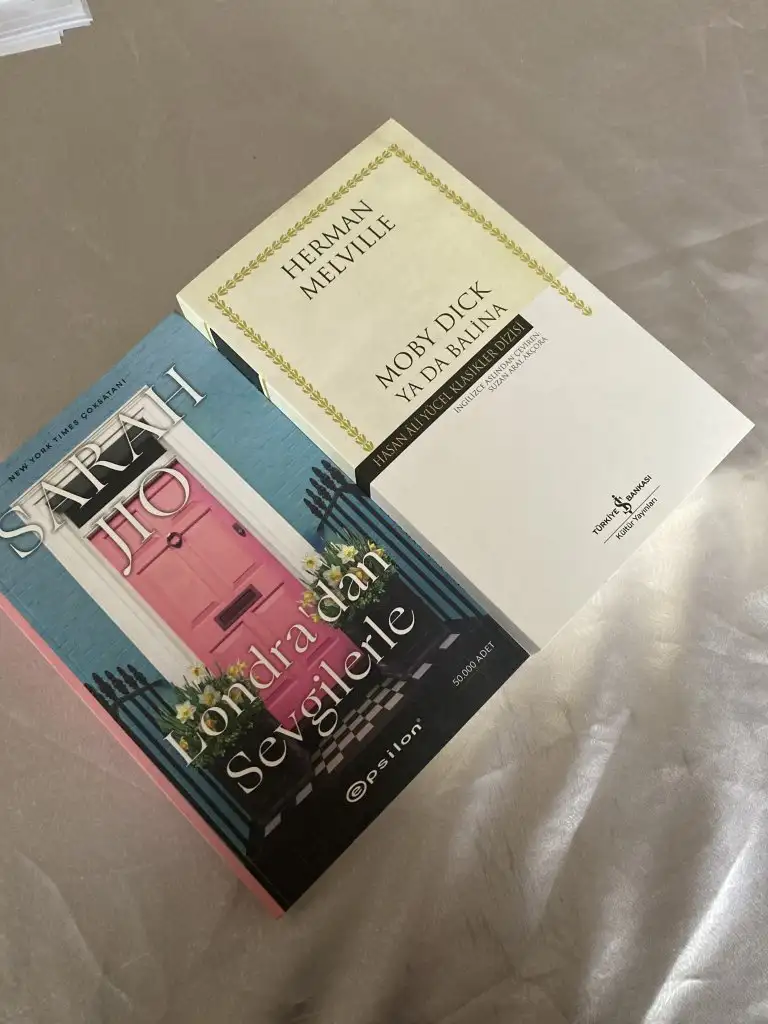 NEW YORK TIMES ÇOKSATANI
SARAH
JIO
Londra'dan
Sevgilerle
50.000 ADET
epsilon®
HERMAN
MELVILLE
MOBY DICK
YA DA BALİNA
HASAN ALİ YÜCEL KLASİKLER DİZİSİ
İNGİLİZCE ASLINDAN ÇEVİREN:
SUZAN ARAL AKÇORA
TÜRKİYE İŞ BANKASI
Kültür Yayınları